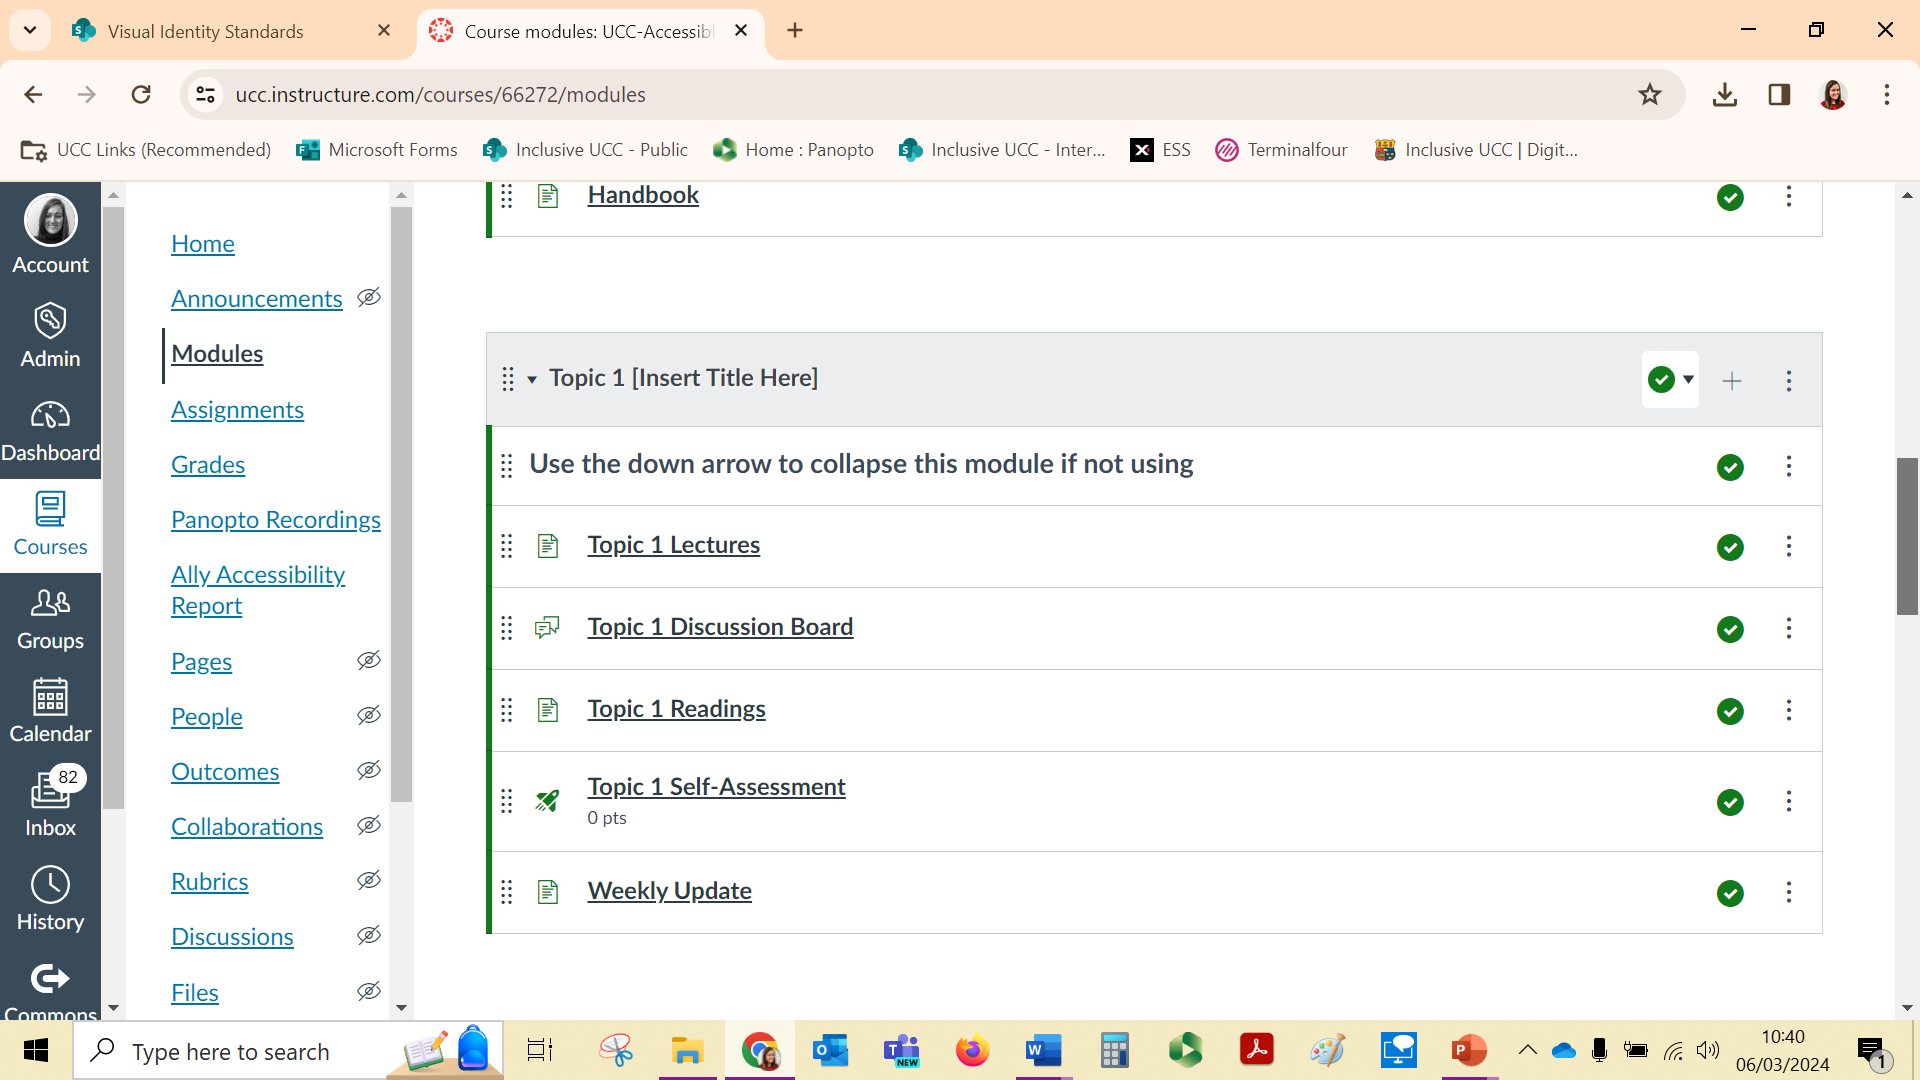 Visual Identity Standards
Course modules: UCC-Accessibl
ucc.instructure.com/courses/66272/modules
UCC Links (Recommended)
Microsoft Forms
Inclusive UCC - Public
Home : Panopto
Inclusive UCC - Inter...
ESS
Terminalfour
Inclusive UCC | Digit...
Account
Admin
Dashboard
Courses
Groups
Calendar
82
Inbox
History
Commons
Home
Announcements
Modules
Assignments
Grades
Panopto Recordings
Ally Accessibility
Report
Pages
People
Outcomes
Collaborations
Rubrics
Discussions
Files
Handbook
Topic 1 [Insert Title Here]
Use the down arrow to collapse this module if not using
Topic 1 Lectures
Topic 1 Discussion Board
Topic 1 Readings
Topic 1 Self-Assessment
0 pts
Weekly Update
Type here to search
NEW
10:40
06/03/2024
1